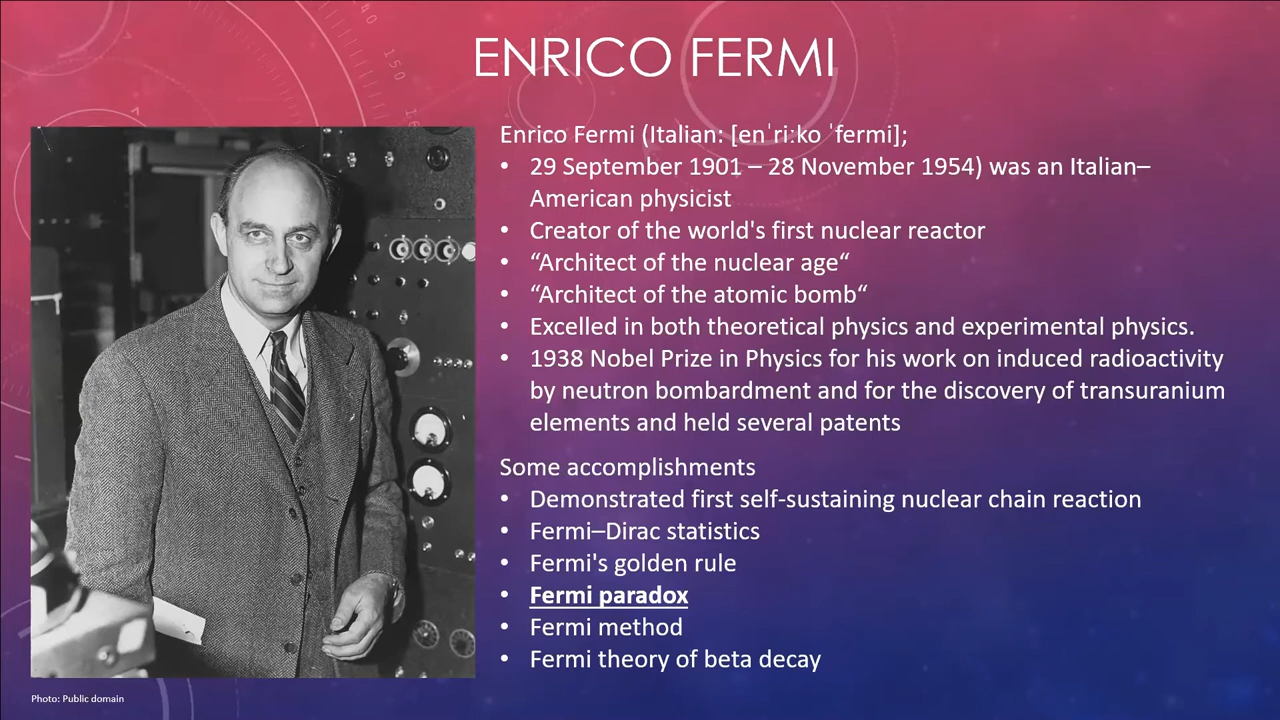 ENRICO FERMI
Enrico Fermi (Italian: [enˈriːko ˈfermi];
• 29 September 1901 – 28 November 1954) was an Italian–
American physicist
• Creator of the world's first nuclear reactor
• “Architect of the nuclear age“
• “Architect of the atomic bomb“
• Excelled in both theoretical physics and experimental physics.
• 1938 Nobel Prize in Physics for his work on induced radioactivity
by neutron bombardment and for the discovery of transuranium
elements and held several patents
Some accomplishments
• Demonstrated first self-sustaining nuclear chain reaction
• Fermi–Dirac statistics
• Fermi's golden rule
• Fermi paradox
• Fermi method
• Fermi theory of beta decay
Photo: Public domain